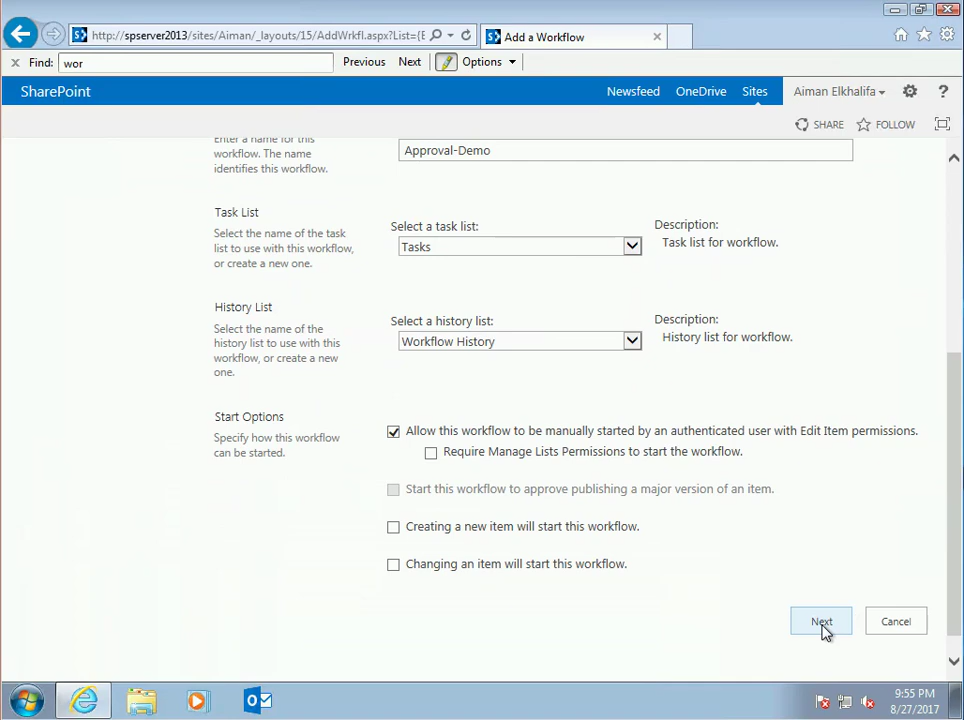 http://spserver2013/sites/Aiman/_layouts/15/AddWrkfl.aspx?List={E
Add a Workflow
Find: wor Previous Next Options
SharePoint
Newsfeed OneDrive Sites Aiman Elkhalifa ?
SHARE FOLLOW
Enter a name for this
workflow. The name
identifies this workflow.
Approval-Demo
Task List
Select the name of the task
list to use with this workflow,
or create a new one.
Select a task list:
Tasks
Description:
Task list for workflow.
History List
Select the name of the
history list to use with this
workflow, or create a new
one.
Select a history list:
Workflow History
Description:
History list for workflow.
Start Options
Specify how this workflow
can be started.
Allow this workflow to be manually started by an authenticated user with Edit Item permissions.
Require Manage Lists Permissions to start the workflow.
Start this workflow to approve publishing a major version of an item.
Creating a new item will start this workflow.
Changing an item will start this workflow.
Next Cancel
9:55 PM
8/27/2017